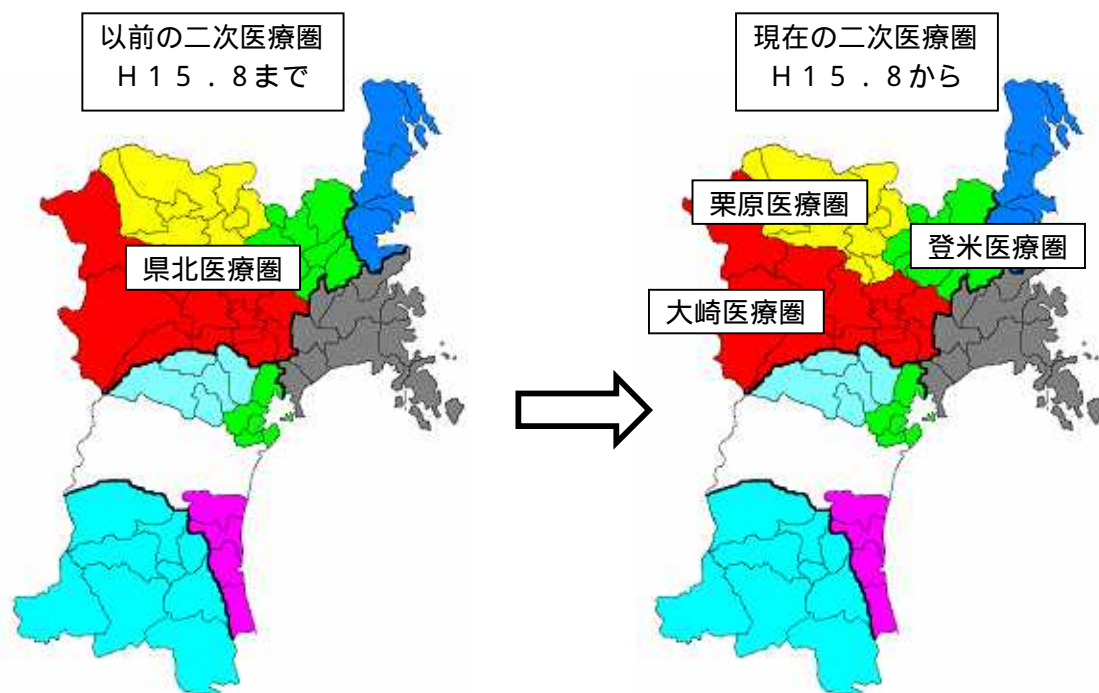 以前の二次医療圏
Ｈ１５．８まで
現在の二次医療圏
Ｈ１５．８から
県北医療圏
栗原医療圏
登米医療圏
大崎医療圏